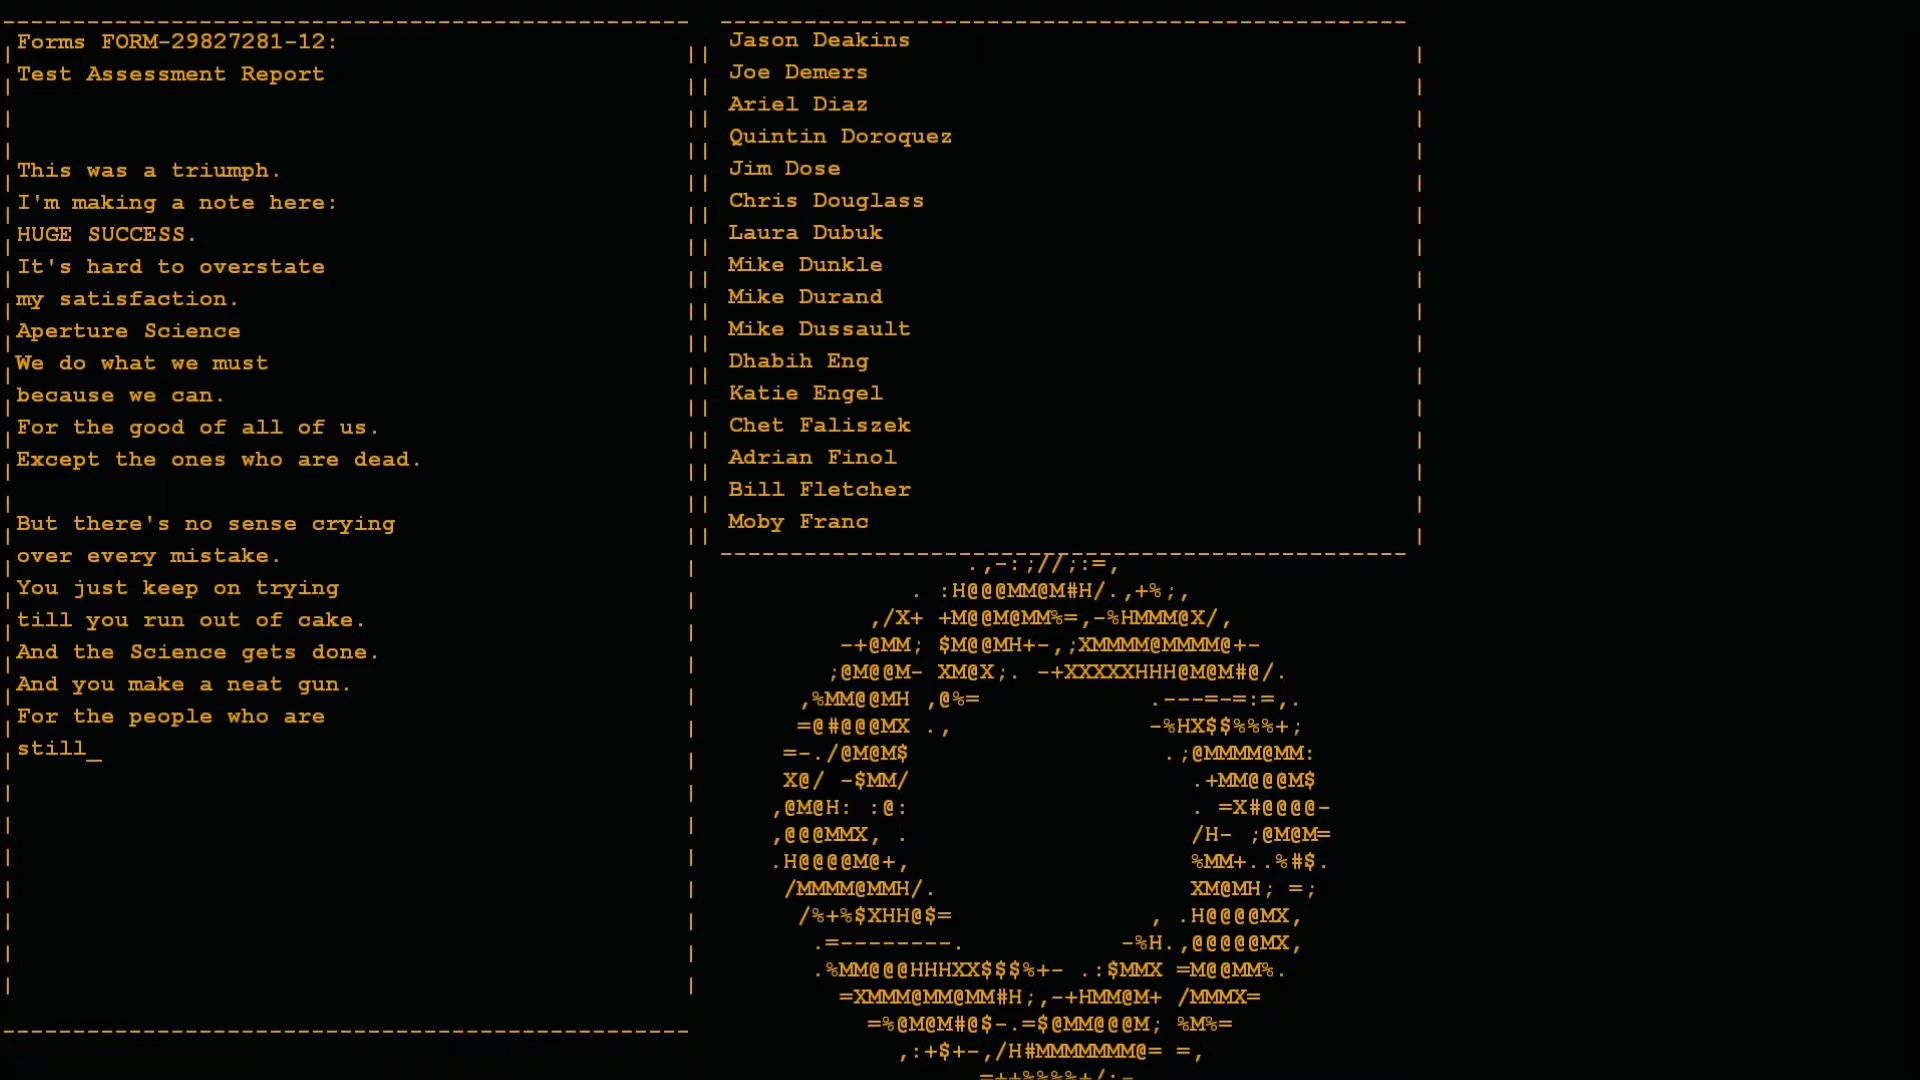 Forms FORM-29827281-12:
Test Assessment Report
This was a triumph.
I'm making a note here:
HUGE SUCCESS.
It's hard to overstate
my satisfaction.
Aperture Science
We do what we must
because we can.
For the good of all of us.
Except the ones who are dead.
But there's no sense crying
over every mistake.
You just keep on trying
till you run out of cake.
And the Science gets done.
And you make a neat gun.
For the people who are
still_
Jason Deakins
Joe Demers
Ariel Diaz
Quintin Doroquez
Jim Dose
Chris Douglass
Laura Dubuk
Mike Dunkle
Mike Durand
Mike Dussault
Dhabih Eng
Katie Engel
Chet Faliszek
Adrian Finol
Bill Fletcher
Moby Franc